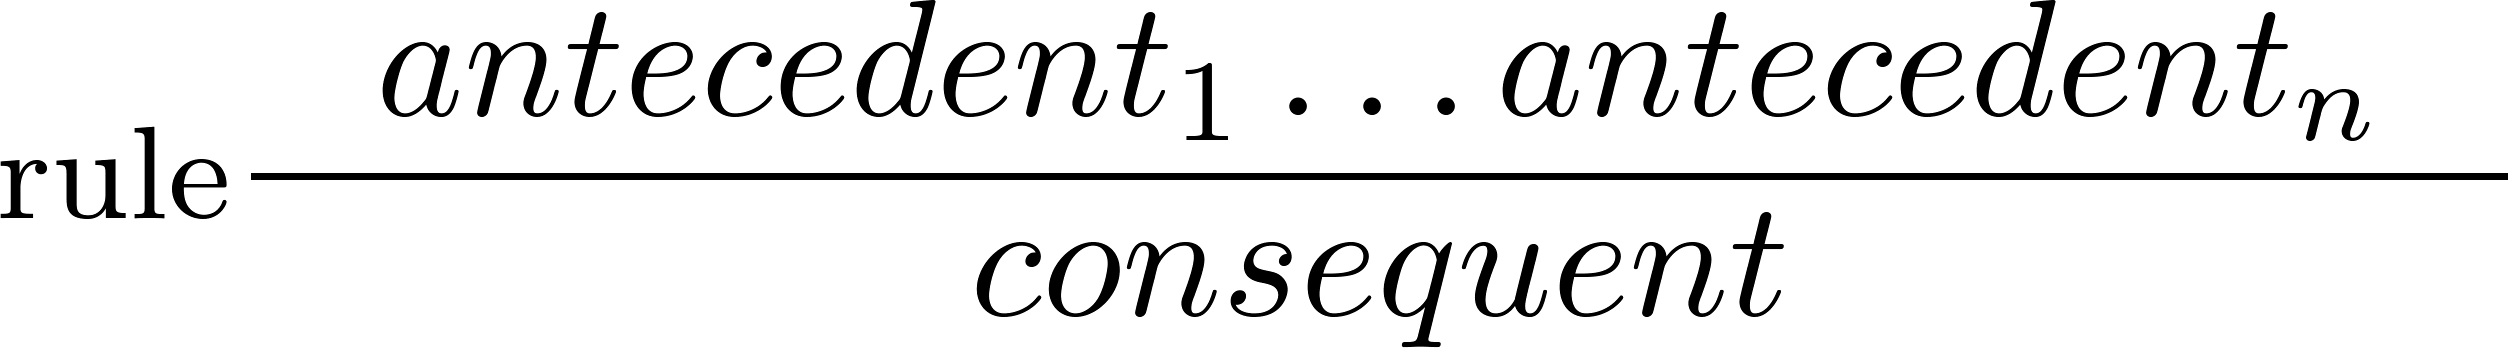 antecedent₁ . . . antecedentₙ
rule
consequent